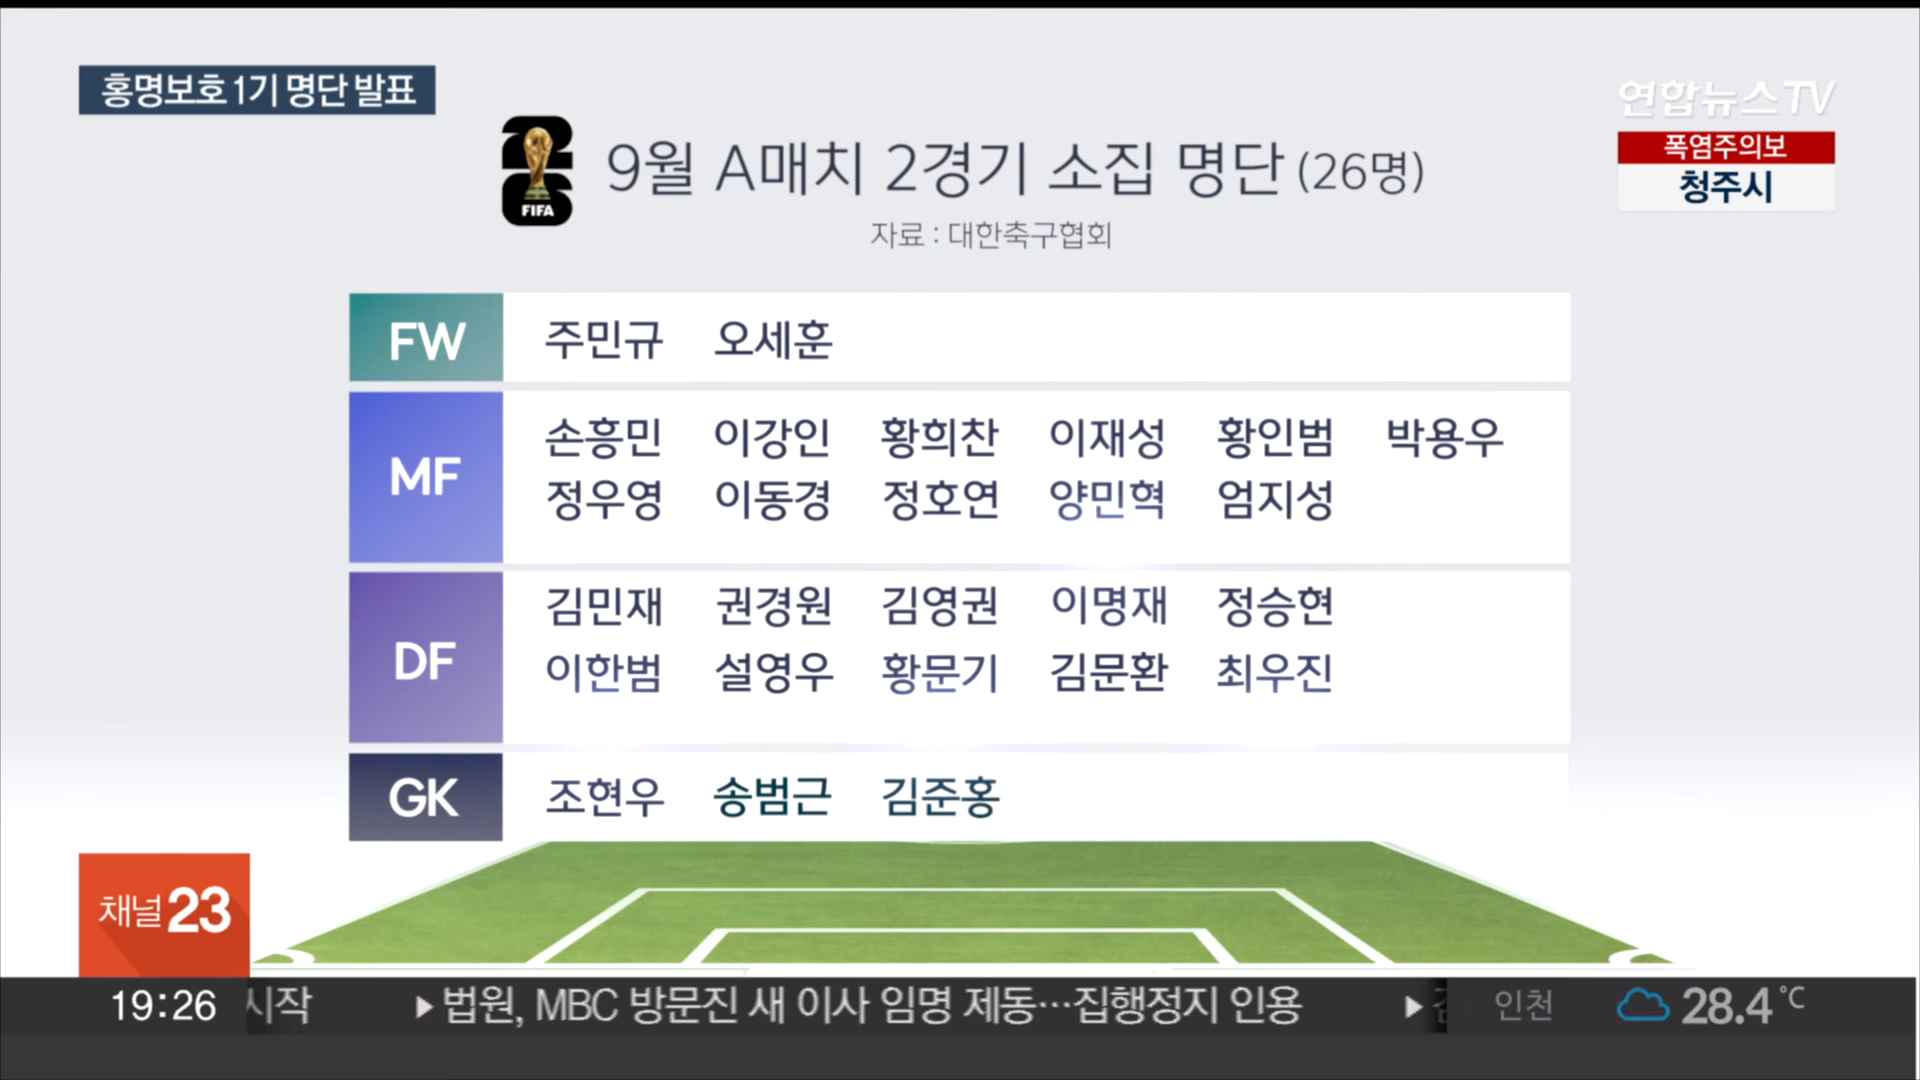 홍명보호 1기 명단 발표
연합뉴스TV
폭염주의보
청주시
FIFA
9월 A매치 2경기 소집 명단 (26명)
자료 : 대한축구협회
FW 주민규 오세훈
MF
손흥민 이강인 황희찬 이재성 황인범 박용우
정우영 이동경 정호연 양민혁 엄지성
DF
김민재 권경원 김영권 이명재 정승현
이한범 설영우 황문기 김문환 최우진
GK 조현우 송범근 김준홍
채널 23
19:26 시작 ▶법원, MBC 방문진 새 이사 임명 제동…집행정지 인용 ▶ 인천 28.4℃